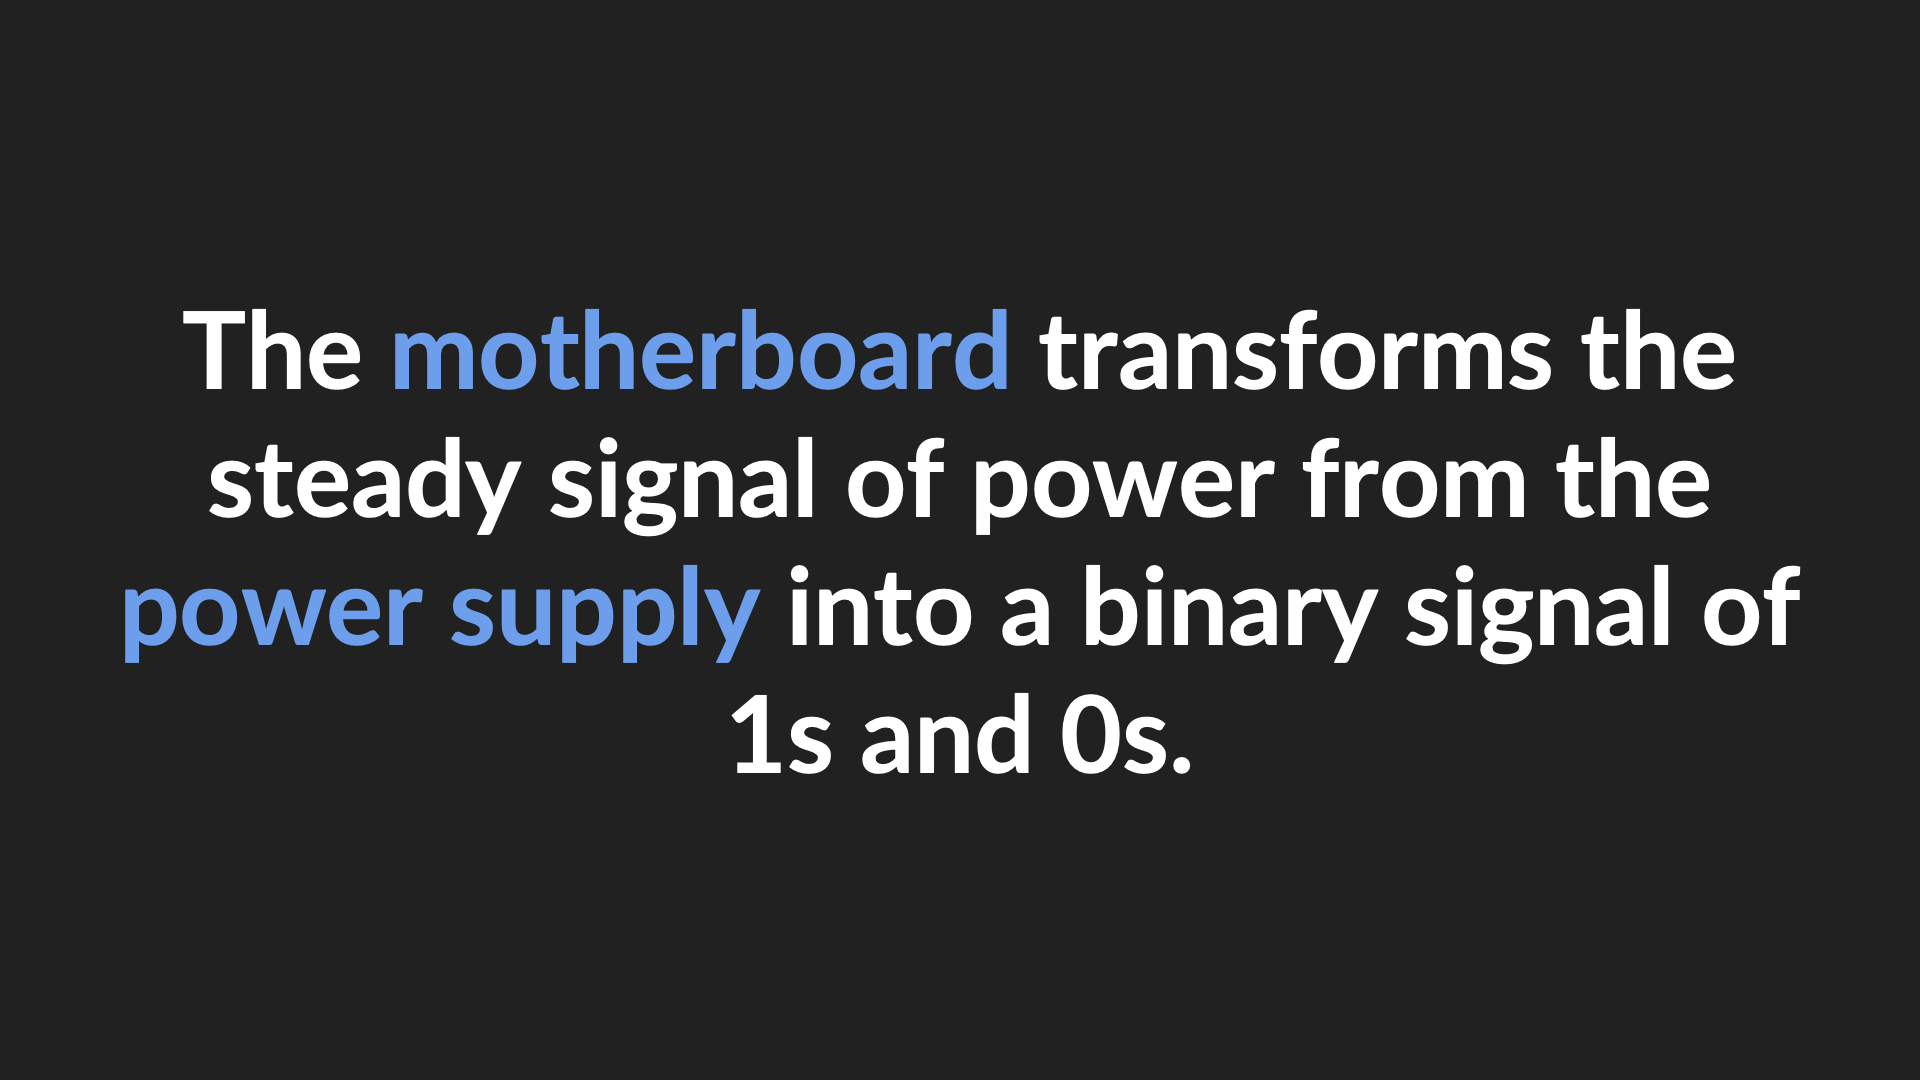 The motherboard transforms the
steady signal of power from the
power supply into a binary signal of
1s and 0s.